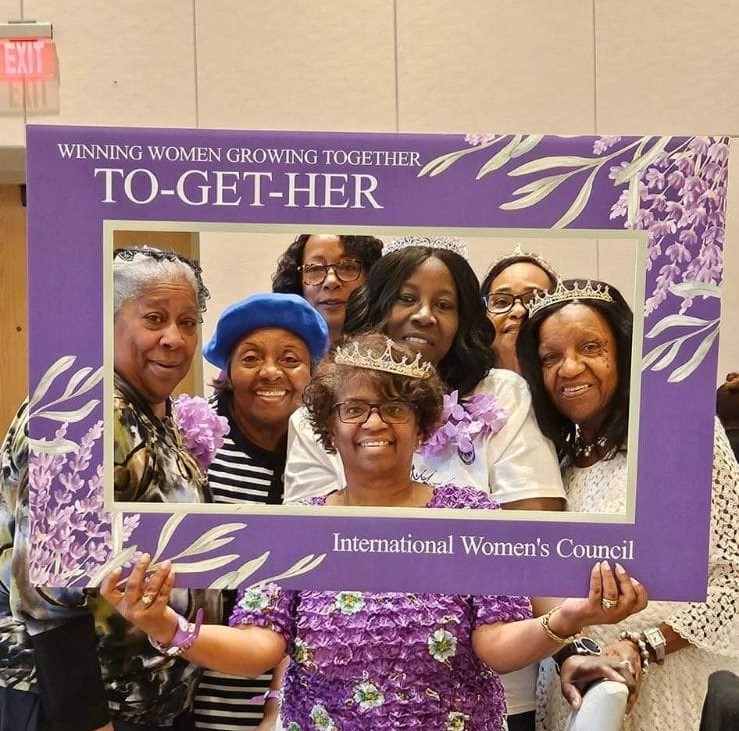 EXIT
WINNING WOMEN GROWING TOGETHER
TO-GET-HER
International Women's Council